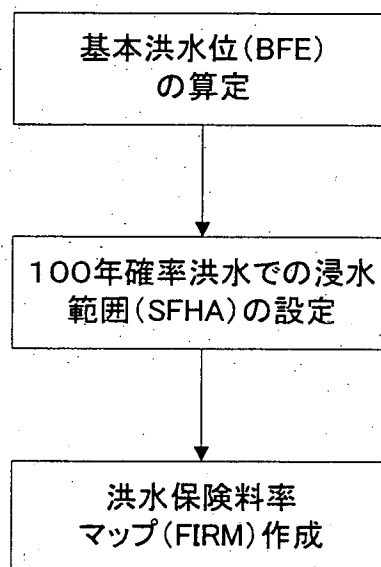 基本洪水位(BFE)
の算定
100年確率洪水での浸水
範囲(SFHA)の設定
洪水保険料率
マップ(FIRM)作成